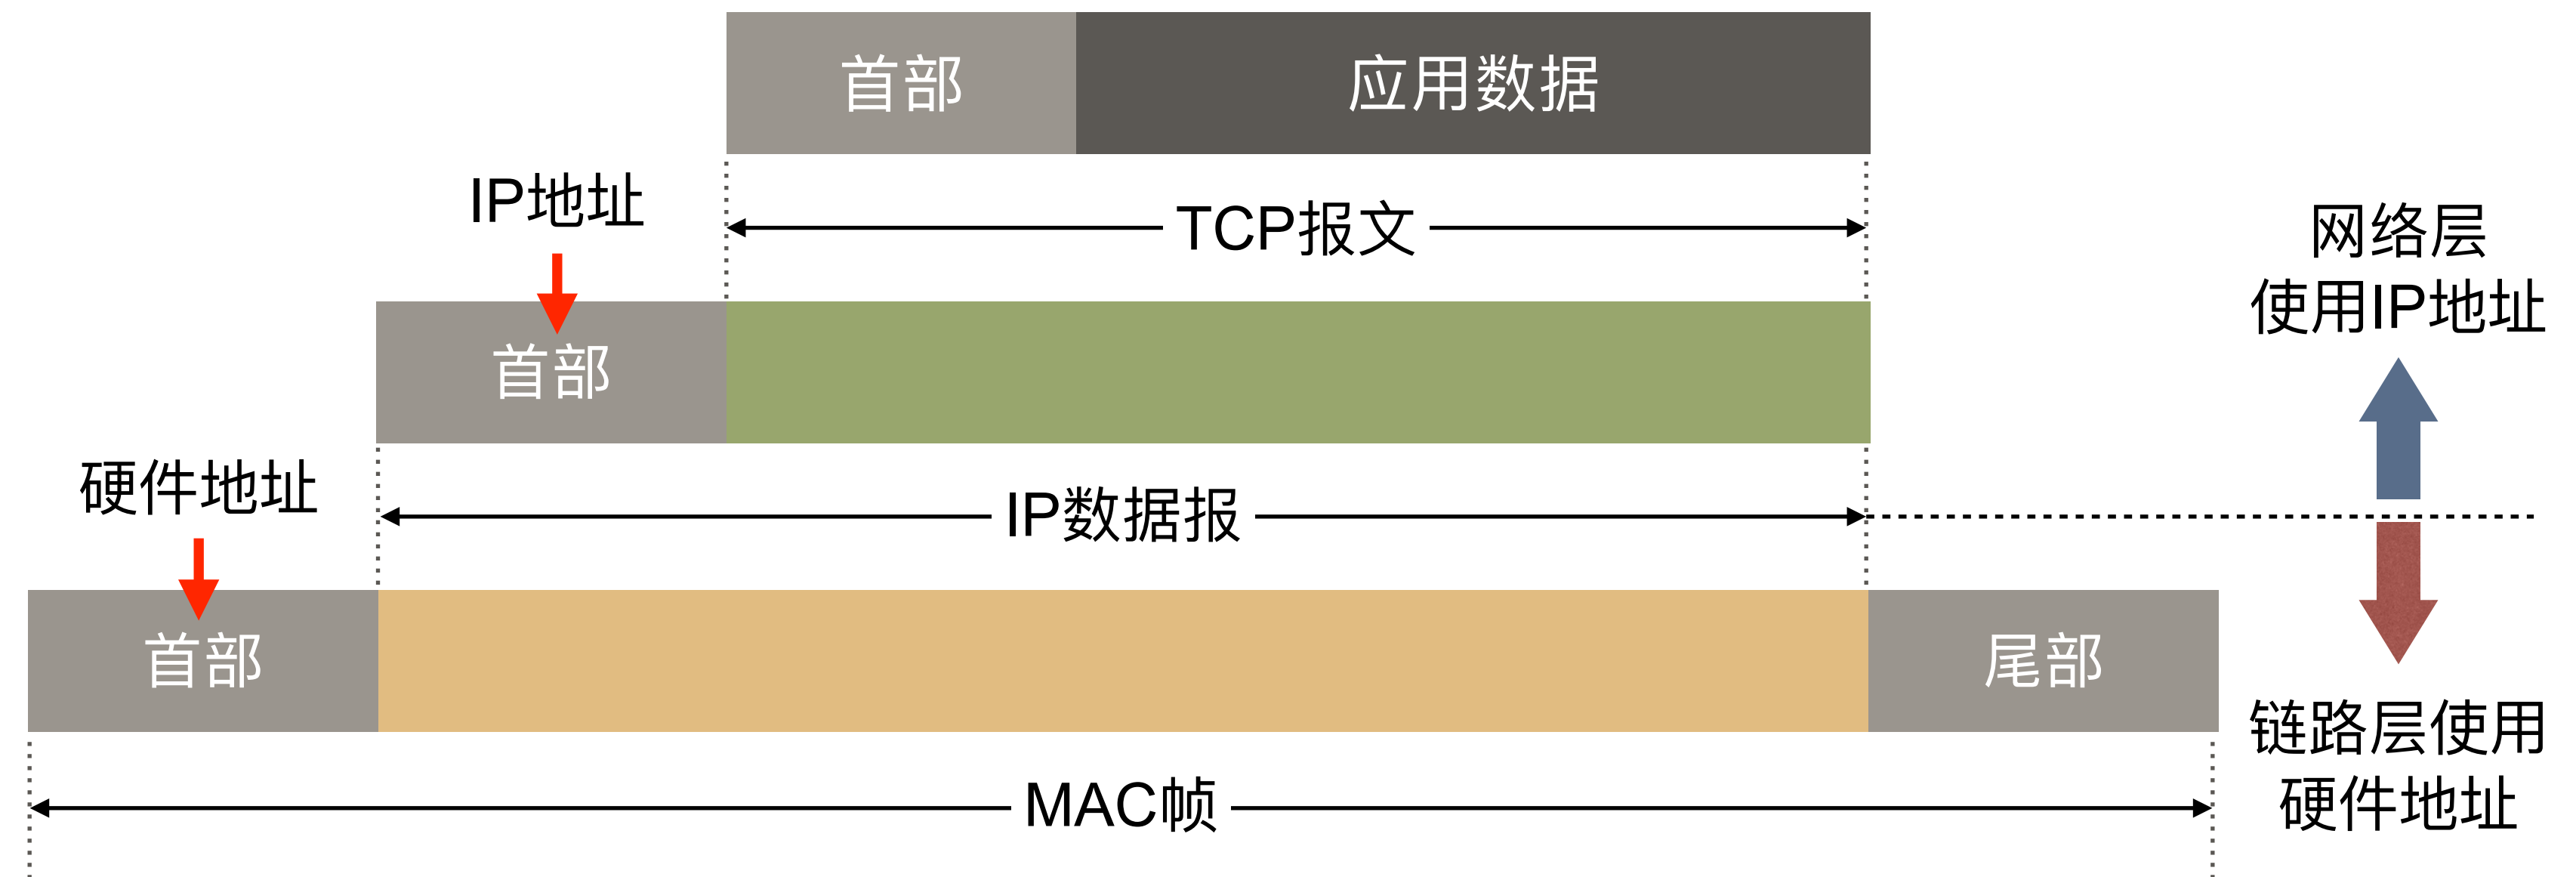 首部
应用数据
IP地址
TCP报文
网络层
使用IP地址
首部
硬件地址
IP数据报
首部
尾部
链路层使用
硬件地址
MAC帧